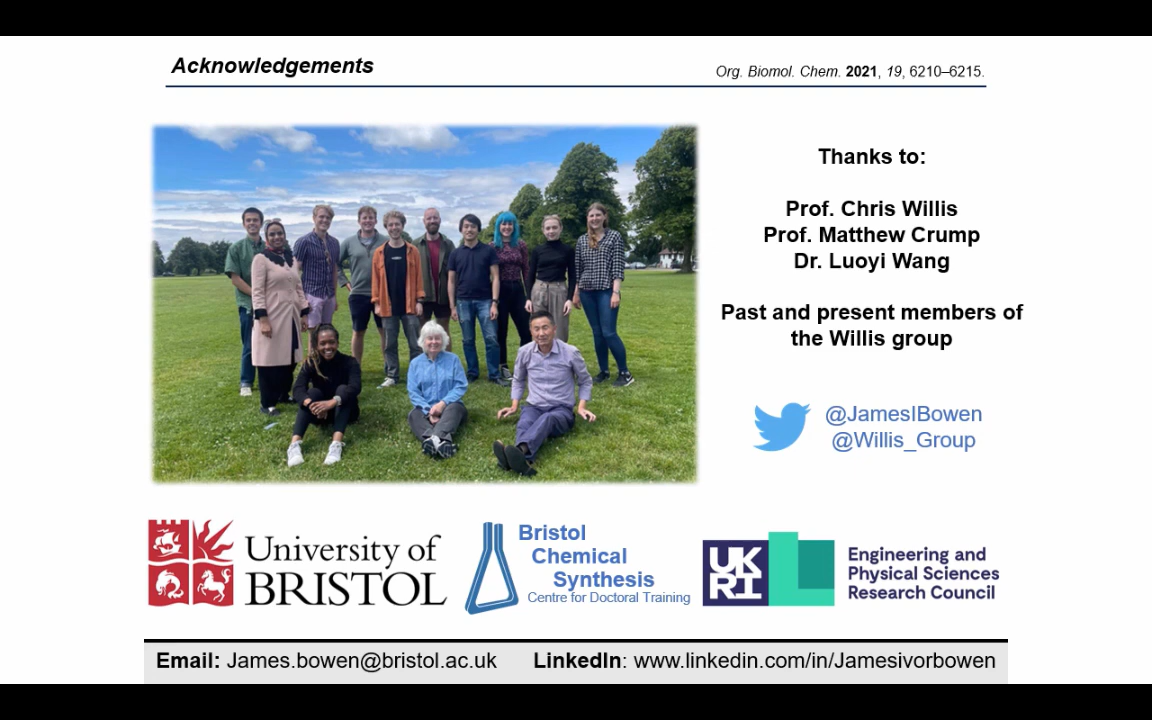 Acknowledgements
Org. Biomol. Chem. 2021, 19, 6210–6215.
Thanks to:
Prof. Chris Willis
Prof. Matthew Crump
Dr. Luoyi Wang
Past and present members of
the Willis group
@JamesIBowen
@Willis_Group
University of
BRISTOL
Bristol
Chemical
Synthesis
Centre for Doctoral Training
UK
RI
Engineering and
Physical Sciences
Research Council
Email: James.bowen@bristol.ac.uk LinkedIn: www.linkedin.com/in/Jamesivorbowen